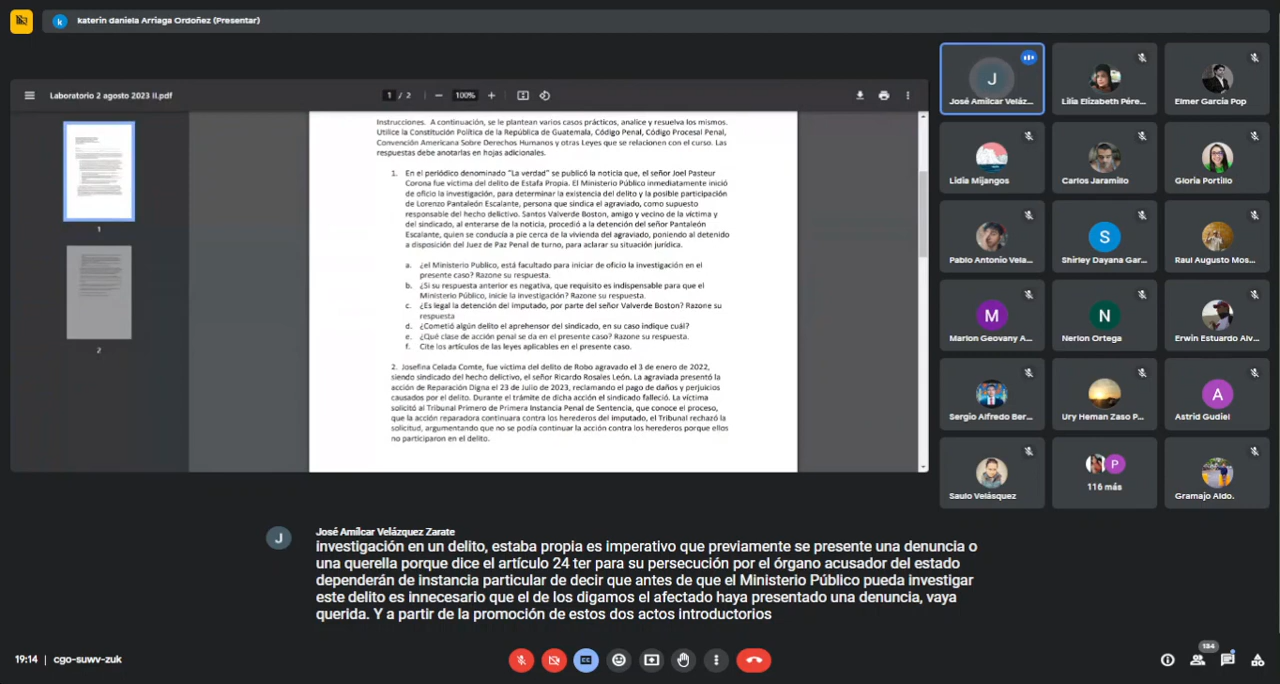 k katerin daniela Arriaga Ordoñez (Presentar)
Laboratorio 2 agosto 2023 II.pdf
1 / 2
100%
1
2
Instrucciones. A continuación, se le plantean varios casos prácticos, analice y resuelva los mismos.
Utilice la Constitución Política de la República de Guatemala, Código Penal, Código Procesal Penal,
Convención Americana Sobre Derechos Humanos y otras Leyes que se relacionen con el curso. Las
respuestas debe anotarlas en hojas adicionales.
1. En el periódico denominado "La verdad" se publicó la noticia que, el señor Joel Pasteur
Corona fue víctima del delito de Estafa Propia. El Ministerio Público inmediatamente inició
de oficio la investigación, para determinar la existencia del delito y la posible participación
de Lorenzo Pantaleón Escalante, persona que sindica el agraviado, como supuesto
responsable del hecho delictivo. Santos Valverde Boston, amigo y vecino de la víctima y
del sindicado, al enterarse de la noticia, procedió a la detención del señor Pantaleón
Escalante, quien se conducía a pie cerca de la vivienda del agraviado, poniendo al detenido
a disposición del Juez de Paz Penal de turno, para aclarar su situación jurídica.
a. ¿el Ministerio Publico, está facultado para iniciar de oficio la investigación en el
presente caso? Razone su respuesta.
b. ¿Si su respuesta anterior es negativa, que requisito es indispensable para que el
Ministerio Público, inicie la investigación? Razone su respuesta.
c. ¿Es legal la detención del imputado, por parte del señor Valverde Boston? Razone su
respuesta
d. ¿Cometió algún delito el aprehensor del sindicado, en su caso indique cuál?
e. ¿Qué clase de acción penal se da en el presente caso? Razone su respuesta.
f. Cite los artículos de las leyes aplicables en el presente caso.
2. Josefina Celada Comte, fue víctima del delito de Robo agravado el 3 de enero de 2022,
siendo sindicado del hecho delictivo, el señor Ricardo Rosales León. La agraviada presentó la
acción de Reparación Digna el 23 de Julio de 2023, reclamando el pago de daños y perjuicios
causados por el delito. Durante el trámite de dicha acción el sindicado falleció. La víctima
solicitó al Tribunal Primero de Primera Instancia Penal de Sentencia, que conoce el proceso,
que la acción reparadora continuara contra los herederos del imputado, el Tribunal rechazó la
solicitud, argumentando que no se podía continuar la acción contra los herederos porque ellos
no participaron en el delito.
J
José Amílcar Veláz...
Lilia Elizabeth Pére...
Elmer García Pop
Lidia Mijangos
Carlos Jaramillo
Gloria Portillo
Pablo Antonio Vela...
S
Shirley Dayana Gar...
Raul Augusto Mos...
M
Marlon Geovany A...
N
Nerlon Ortega
Erwin Estuardo Alv...
Sergio Alfredo Ber...
Ury Heman Zaso P...
A
Astrid Gudiel
Saulo Velásquez
P
116 más
Gramajo Aldo.
J
José Amílcar Velázquez Zarate
investigación en un delito, estaba propia es imperativo que previamente se presente una denuncia o
una querella porque dice el artículo 24 ter para su persecución por el órgano acusador del estado
dependerán de instancia particular de decir que antes de que el Ministerio Público pueda investigar
este delito es innecesario que el de los digamos el afectado haya presentado una denuncia, vaya
querida. Y a partir de la promoción de estos dos actos introductorios
19:14 | cgo-suwv-zuk
CC
134